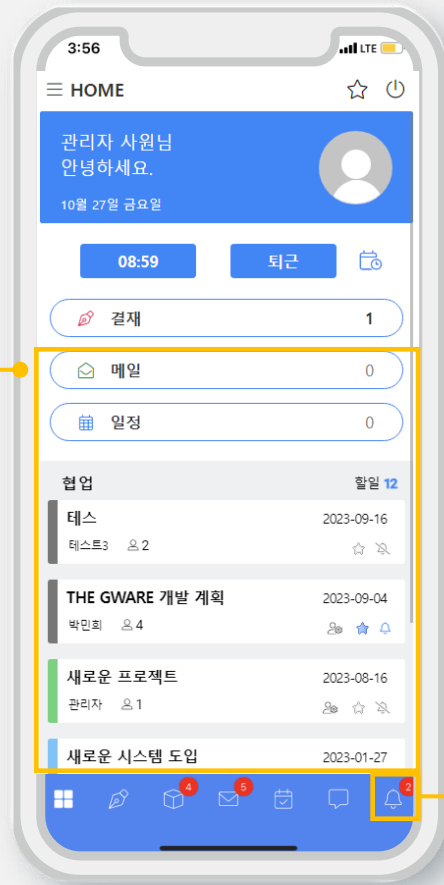 3:56
LTE
HOME
관리자 사원님
안녕하세요.
10월 27일 금요일
08:59 퇴근
결재 1
메일 0
일정 0
협업 할일 12
테스 2023-09-16
테스트3 2
THE GWARE 개발 계획 2023-09-04
박민희 4
새로운 프로젝트 2023-08-16
관리자 1
새로운 시스템 도입 2023-01-27
4 5 2